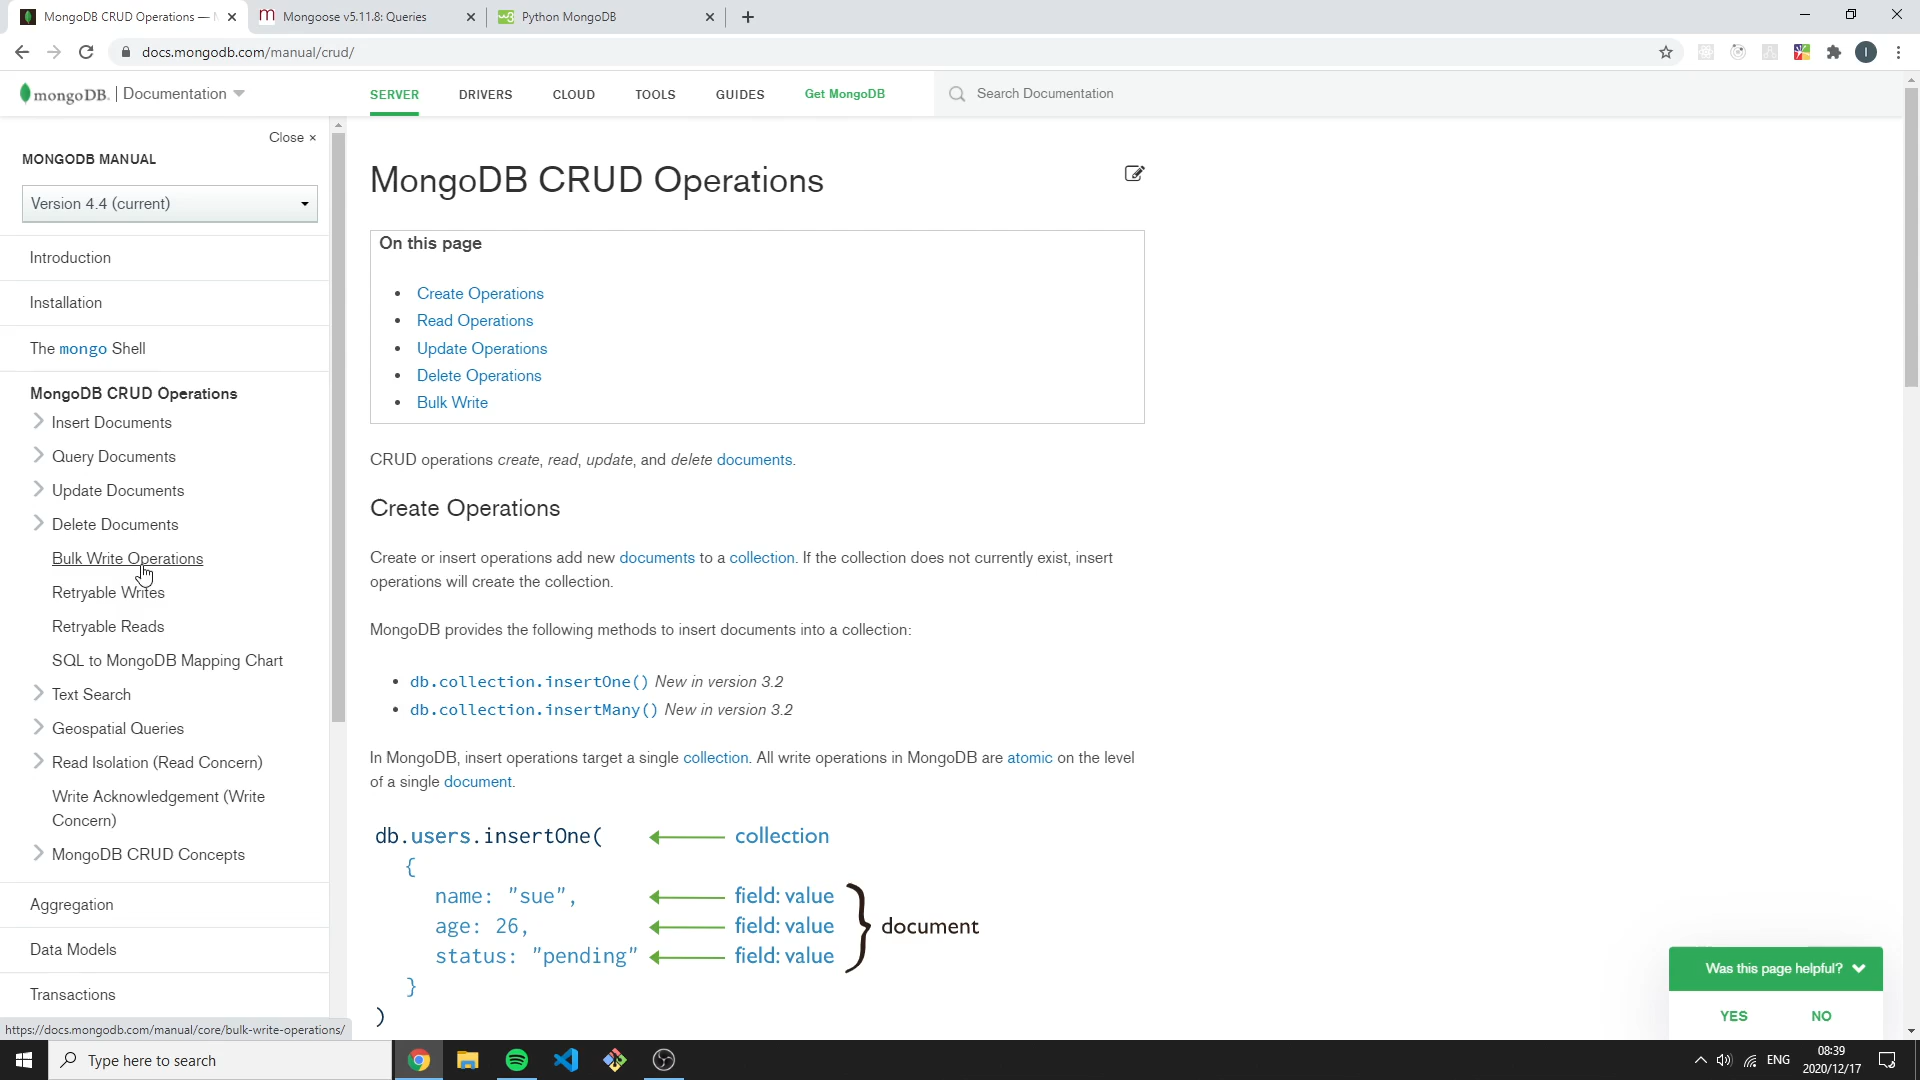 MongoDB CRUD Operations —
Mongoose v5.11.8: Queries
Python MongoDB
docs.mongodb.com/manual/crud/
mongoDB. | Documentation
SERVER
DRIVERS
CLOUD
TOOLS
GUIDES
Get MongoDB
Search Documentation
Close ×
MONGODB MANUAL
Version 4.4 (current)
Introduction
Installation
The mongo Shell
MongoDB CRUD Operations
Insert Documents
Query Documents
Update Documents
Delete Documents
Bulk Write Operations
Retryable Writes
Retryable Reads
SQL to MongoDB Mapping Chart
Text Search
Geospatial Queries
Read Isolation (Read Concern)
Write Acknowledgement (Write
Concern)
MongoDB CRUD Concepts
Aggregation
Data Models
Transactions
https://docs.mongodb.com/manual/core/bulk-write-operations/
MongoDB CRUD Operations
On this page
• Create Operations
• Read Operations
• Update Operations
• Delete Operations
• Bulk Write
CRUD operations create, read, update, and delete documents.
Create Operations
Create or insert operations add new documents to a collection. If the collection does not currently exist, insert
operations will create the collection.
MongoDB provides the following methods to insert documents into a collection:
• db.collection.insertOne() New in version 3.2
• db.collection.insertMany() New in version 3.2
In MongoDB, insert operations target a single collection. All write operations in MongoDB are atomic on the level
of a single document.
db.users.insertOne( collection
{
name: "sue", field: value
age: 26, field: value } document
status: "pending" field: value
}
)
Was this page helpful?
YES NO
Type here to search
ENG
08:39
2020/12/17